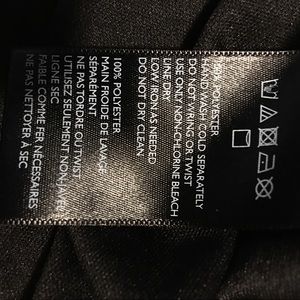 100% POLYESTER
HAND WASH COLD SEPARATELY
DO NOT WRING OR TWIST
USE ONLY NON-CHLORINE BLEACH
LINE DRY
LOW IRON AS NEEDED
DO NOT DRY CLEAN
100% POLYESTER
MAIN FROIDE DE LAVAGE
SÉPARÉMENT
NE PAS TORDRE OU TWIST
UTILISEZ SEULEMENT NON-JAVEL
LIGNE SEC
FAIBLE COMME FER NÉCESSAIRES
NE PAS NETTOYER À SEC